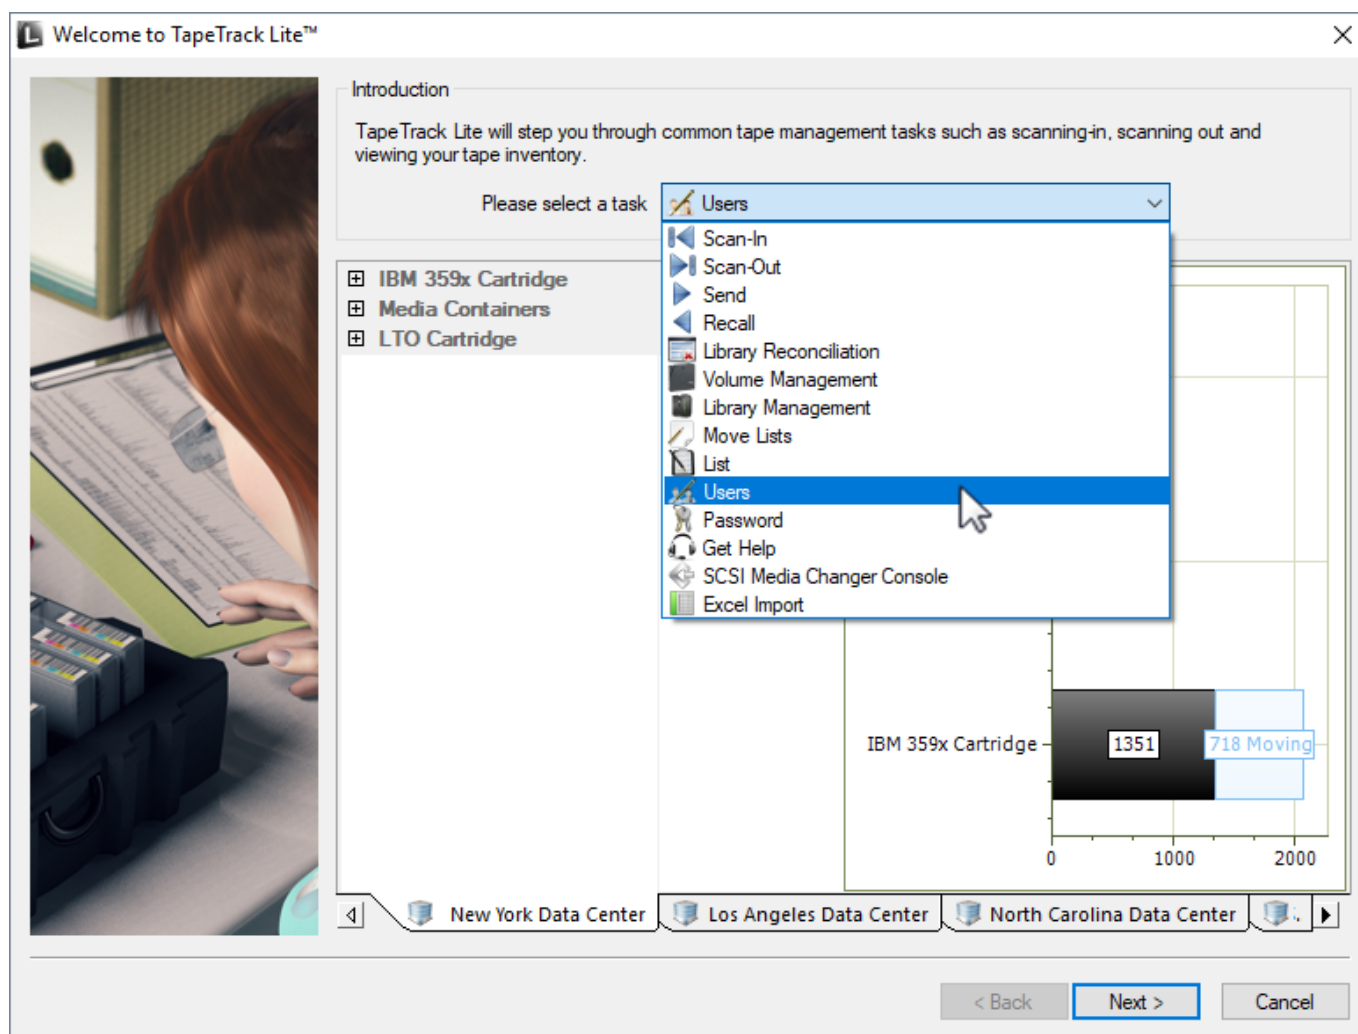 Welcome to TapeTrack Lite™
Introduction
TapeTrack Lite will step you through common tape management tasks such as scanning-in, scanning out and
viewing your tape inventory.
Please select a task
Users
Scan-In
Scan-Out
Send
Recall
Library Reconciliation
Volume Management
Library Management
Move Lists
List
Users
Password
Get Help
SCSI Media Changer Console
Excel Import
IBM 359x Cartridge
Media Containers
LTO Cartridge
IBM 359x Cartridge
1351
718 Moving
0 1000 2000
New York Data Center
Los Angeles Data Center
North Carolina Data Center
< Back
Next >
Cancel